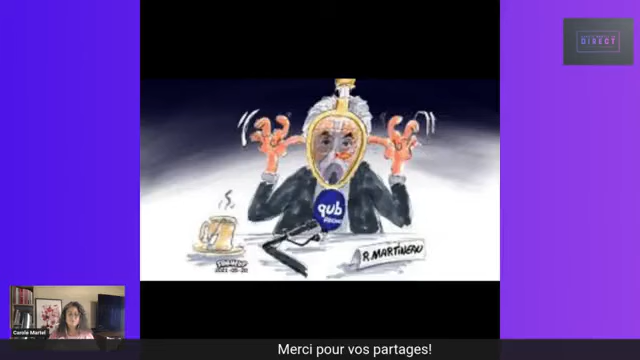 DIRECT
qub
R. MARTINEAU
Carole Martel
Merci pour vos partages!